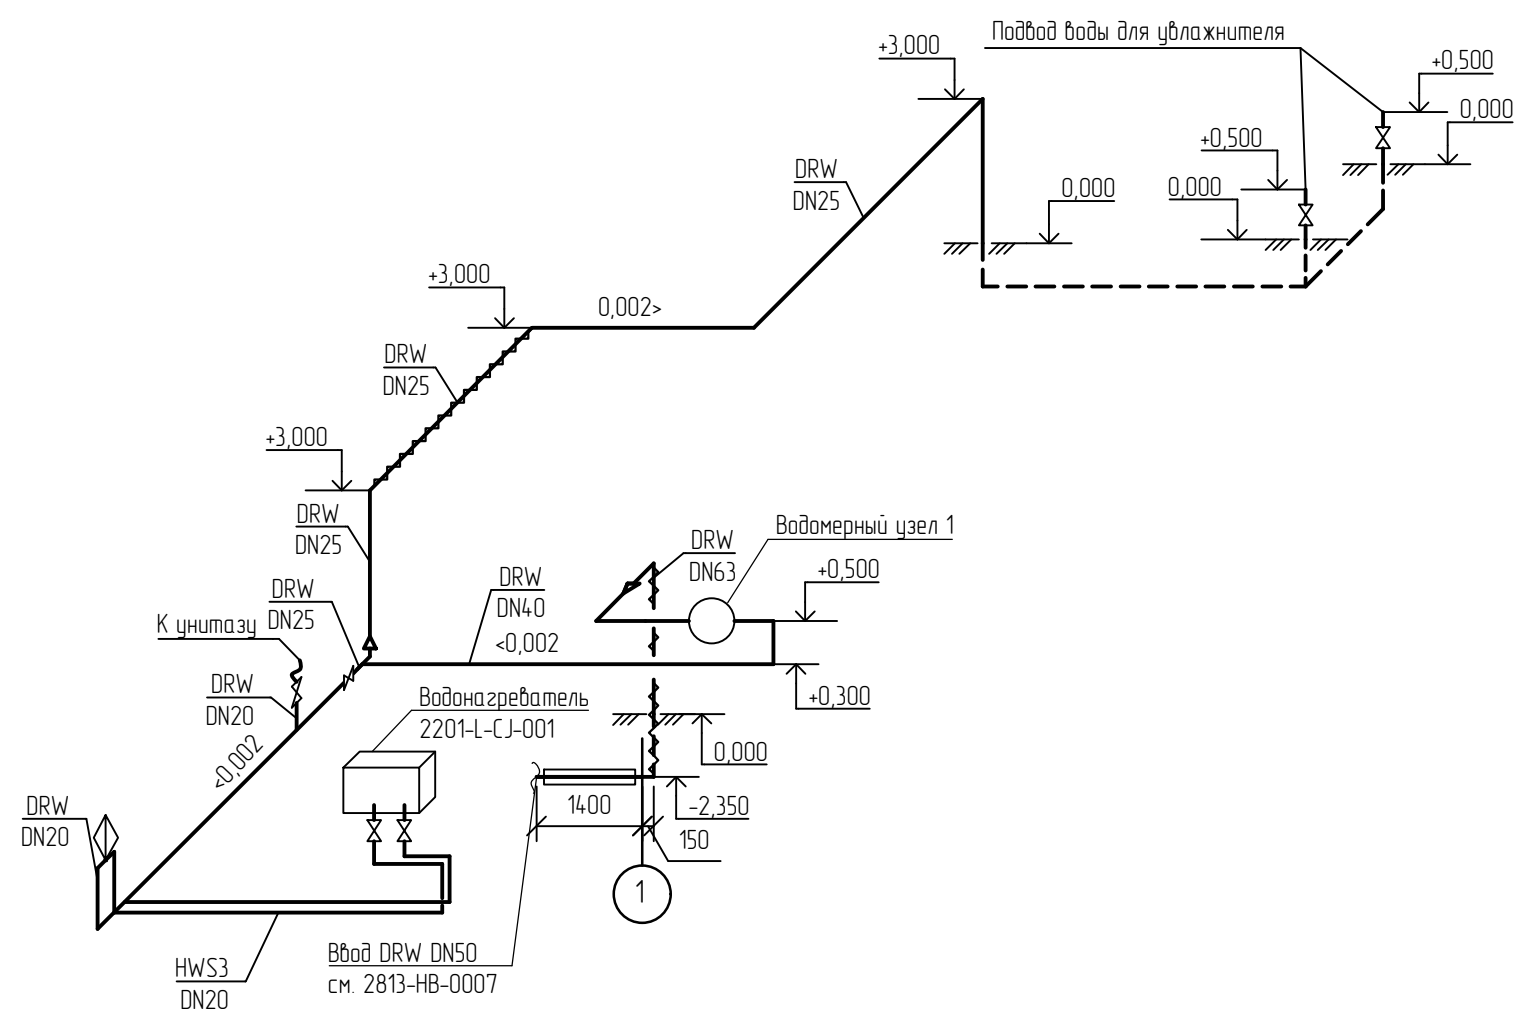 Подвод воды для увлажнителя
+3,000
+0,500
0,000
+0,500
0,000
DRW
DN25
0,000
+3,000
0,002>
DRW
DN25
+3,000
DRW
DN25
Водомерный узел 1
DRW
DN63
+0,500
DRW
DN40
<0,002
DRW
DN25
К унитазу
DRW
DN20
+0,300
Водонагреватель
2201-L-CJ-001
<0,002
0,000
DRW
DN20
1400
-2,350
150
1
Ввод DRW DN50
см. 2813-НВ-0007
HWS3
DN20